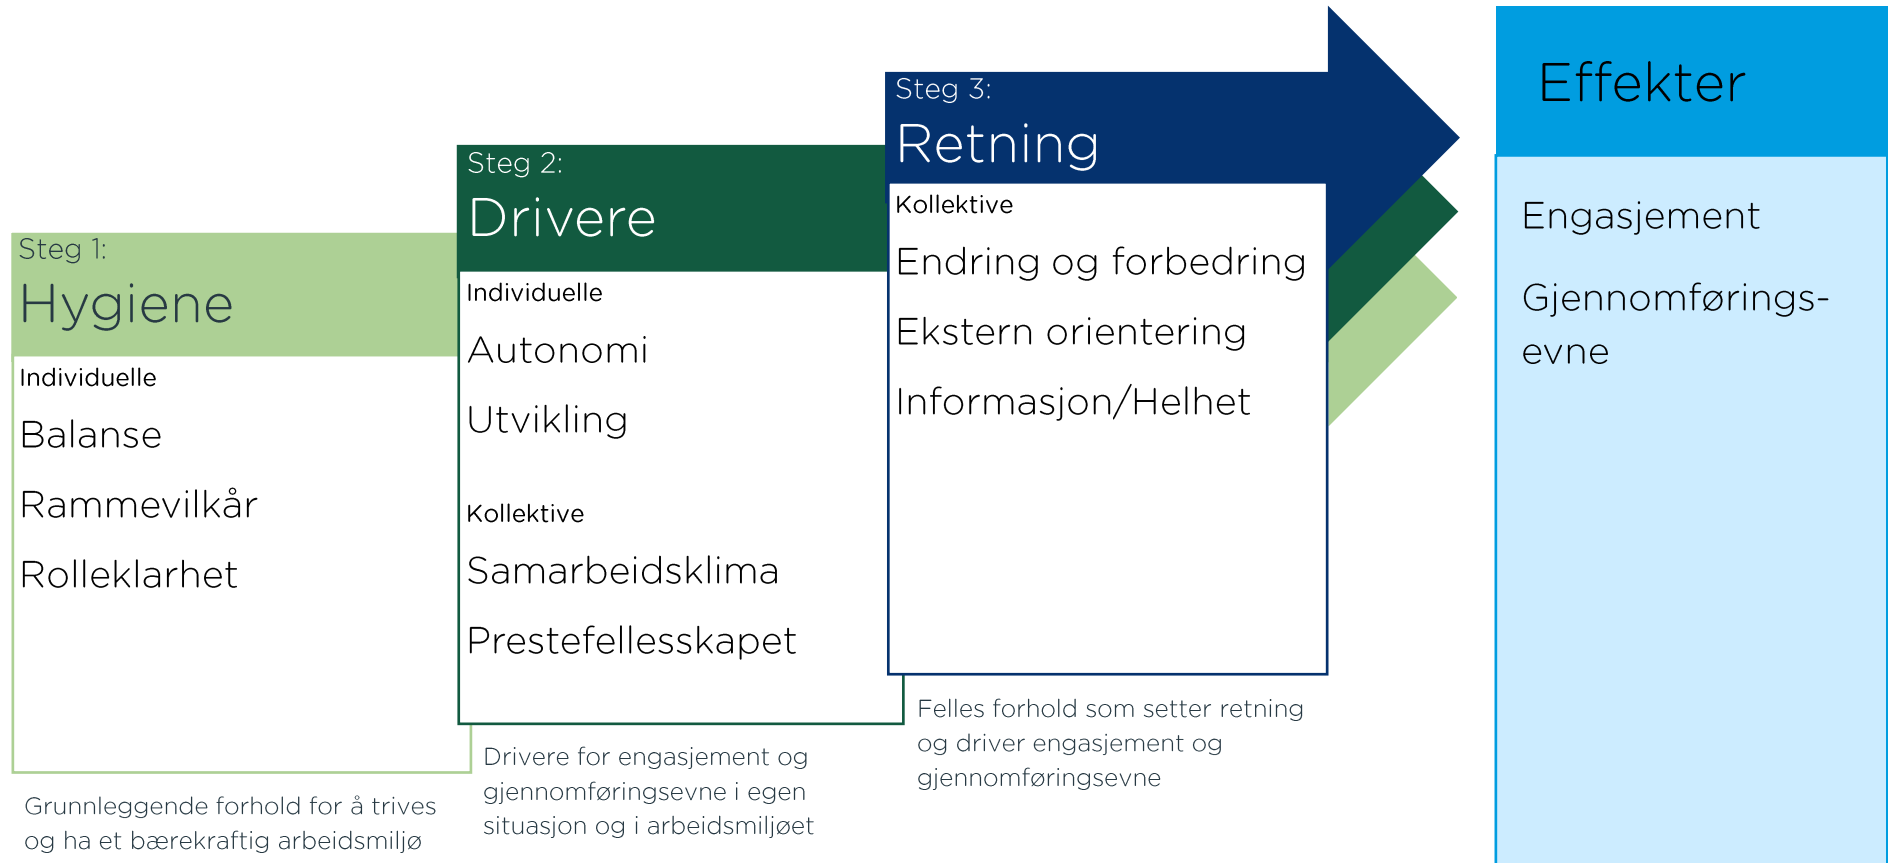 Steg 1:
Hygiene
Individuelle
Balanse
Rammevilkår
Rolleklarhet
Grunnleggende forhold for å trives
og ha et bærekraftig arbeidsmiljø
Steg 2:
Drivere
Individuelle
Autonomi
Utvikling
Kollektive
Samarbeidsklima
Prestefellesskapet
Drivere for engasjement og
gjennomføringsevne i egen
situasjon og i arbeidsmiljøet
Steg 3:
Retning
Kollektive
Endring og forbedring
Ekstern orientering
Informasjon/Helhet
Felles forhold som setter retning
og driver engasjement og
gjennomføringsevne
Effekter
Engasjement
Gjennomførings-
evne